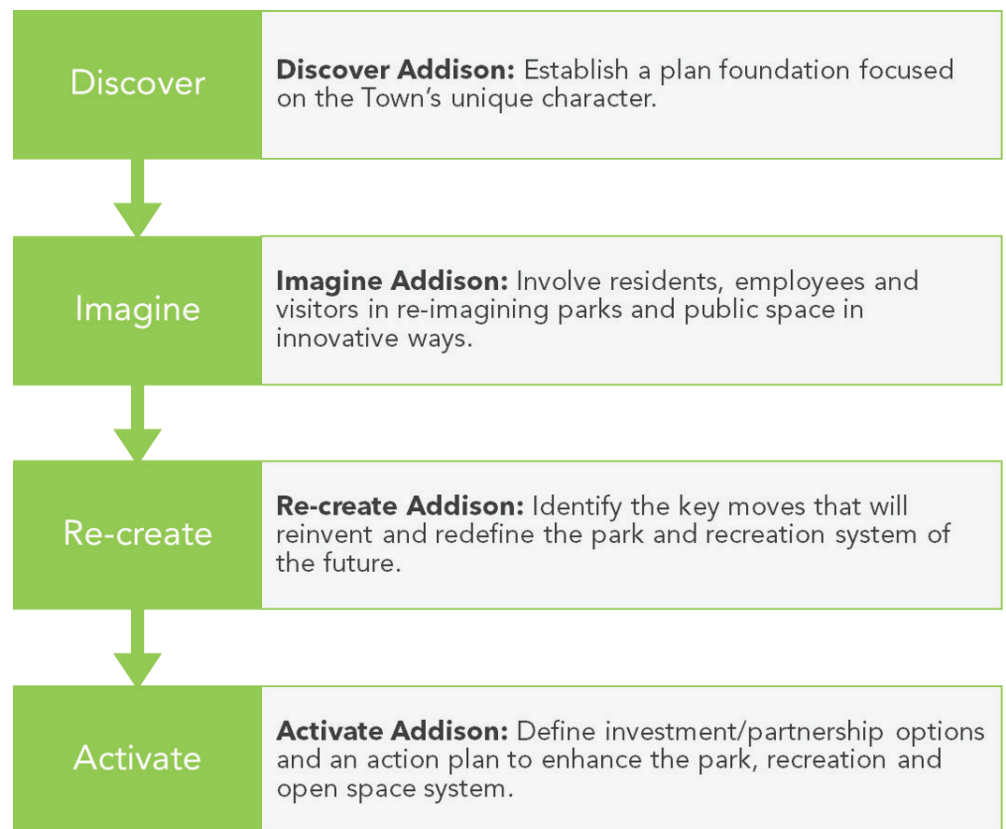 Discover
Discover Addison: Establish a plan foundation focused
on the Town's unique character.
Imagine
Imagine Addison: Involve residents, employees and
visitors in re-imagining parks and public space in
innovative ways.
Re-create
Re-create Addison: Identify the key moves that will
reinvent and redefine the park and recreation system of
the future.
Activate
Activate Addison: Define investment/partnership options
and an action plan to enhance the park, recreation and
open space system.